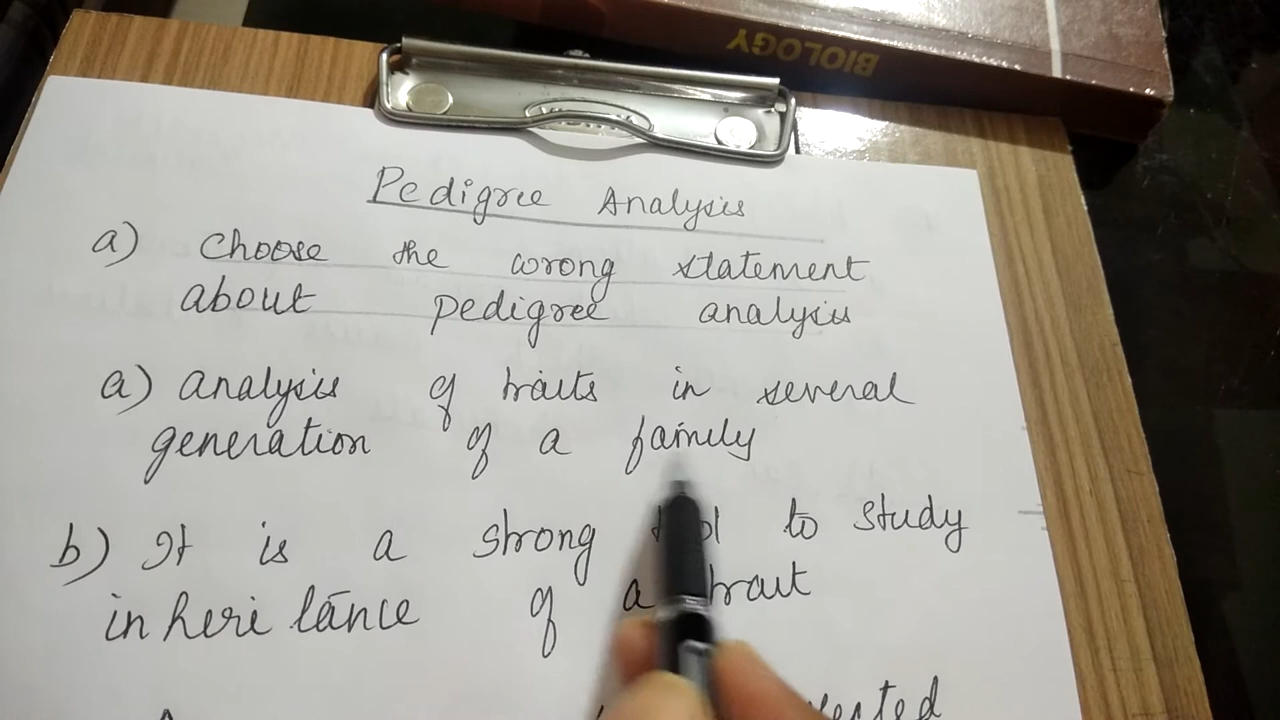 BIOLOGY
Pedigree Analysis
a) Choose the wrong statement
about pedigree analysis
a) analysis of traits in several
generation of a family
b) It is a strong to study
inheritance of a trait